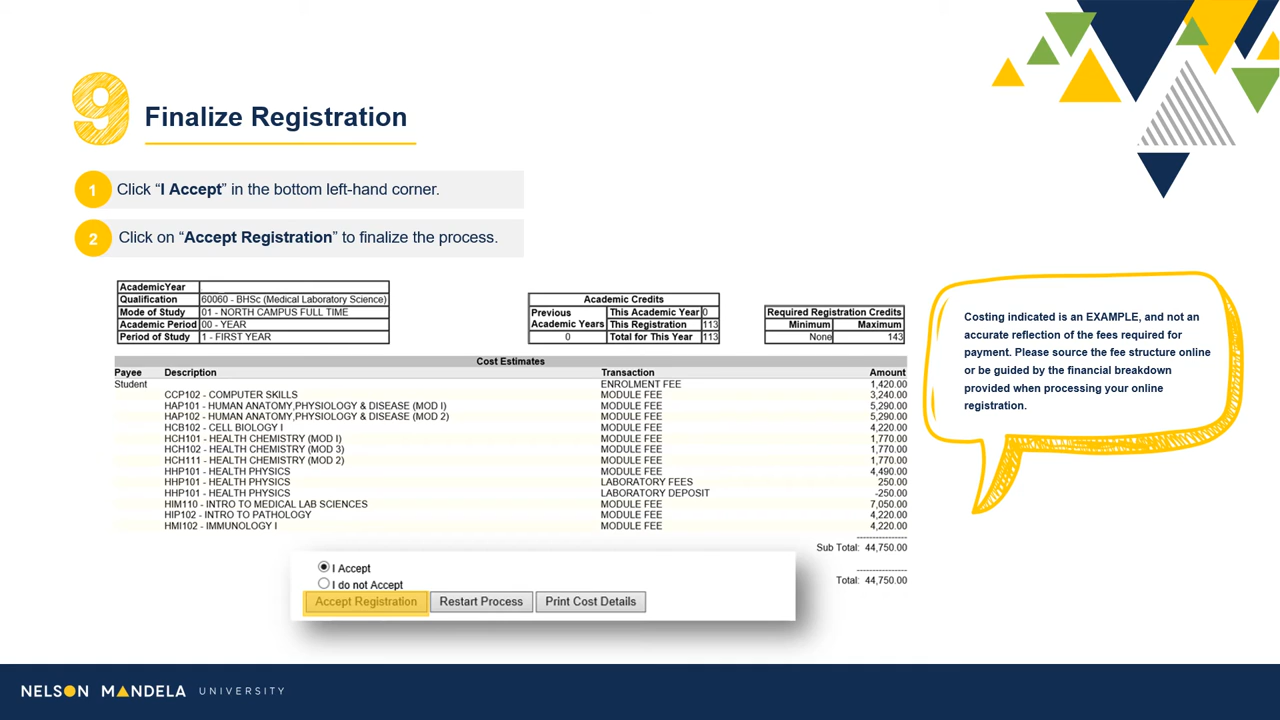 9 Finalize Registration
1 Click “I Accept” in the bottom left-hand corner.
2 Click on “Accept Registration” to finalize the process.
AcademicYear
Qualification 60060 - BHSc (Medical Laboratory Science)
Mode of Study 01 - NORTH CAMPUS FULL TIME
Academic Period 00 - YEAR
Period of Study 1 - FIRST YEAR
Academic Credits
Previous This Academic Year 0
Academic Years This Registration 113
0 Total for This Year 113
Required Registration Credits
Minimum Maximum
None 143
Cost Estimates
Payee Description Transaction Amount
Student ENROLMENT FEE 1,420.00
CCP102 - COMPUTER SKILLS MODULE FEE 3,240.00
HAP101 - HUMAN ANATOMY,PHYSIOLOGY & DISEASE (MOD I) MODULE FEE 5,290.00
HAP102 - HUMAN ANATOMY,PHYSIOLOGY & DISEASE (MOD 2) MODULE FEE 5,290.00
HCB102 - CELL BIOLOGY I MODULE FEE 4,220.00
HCH101 - HEALTH CHEMISTRY (MOD I) MODULE FEE 1,770.00
HCH102 - HEALTH CHEMISTRY (MOD 3) MODULE FEE 1,770.00
HCH111 - HEALTH CHEMISTRY (MOD 2) MODULE FEE 1,770.00
HHP101 - HEALTH PHYSICS MODULE FEE 4,490.00
HHP101 - HEALTH PHYSICS LABORATORY FEES 250.00
HHP101 - HEALTH PHYSICS LABORATORY DEPOSIT -250.00
HIM110 - INTRO TO MEDICAL LAB SCIENCES MODULE FEE 7,050.00
HIP102 - INTRO TO PATHOLOGY MODULE FEE 4,220.00
HMI102 - IMMUNOLOGY I MODULE FEE 4,220.00
---------------
Sub Total: 44,750.00
---------------
Total: 44,750.00
I Accept
I do not Accept
Accept Registration Restart Process Print Cost Details
Costing indicated is an EXAMPLE, and not an
accurate reflection of the fees required for
payment. Please source the fee structure online
or be guided by the financial breakdown
provided when processing your online
registration.
NELSON MANDELA UNIVERSITY